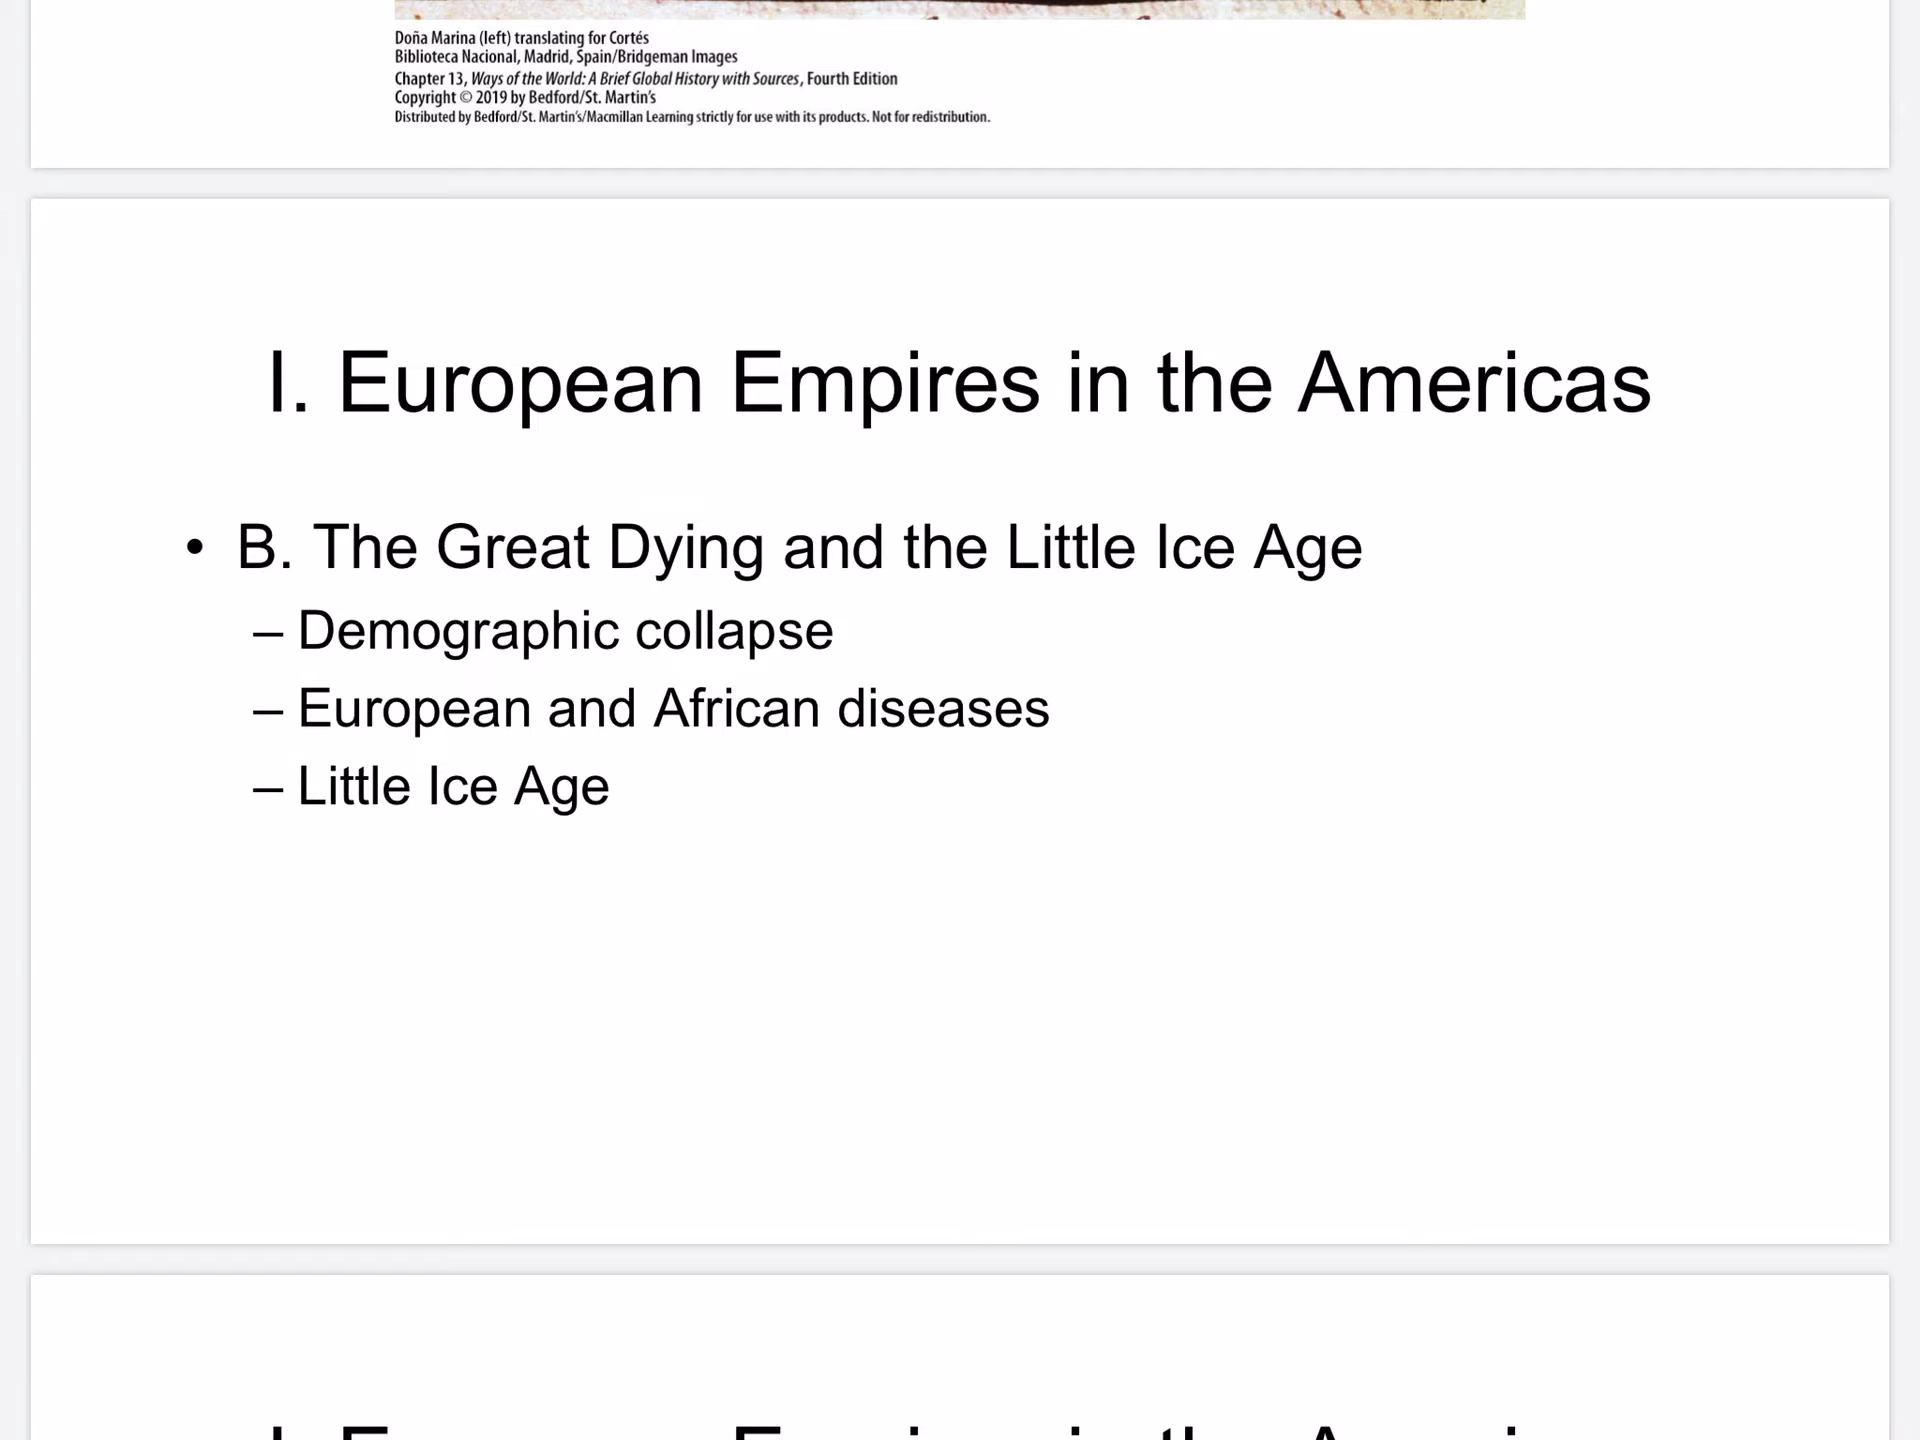 Doña Marina (left) translating for Cortés
Biblioteca Nacional, Madrid, Spain/Bridgeman Images
Chapter 13, Ways of the World: A Brief Global History with Sources, Fourth Edition
Copyright © 2019 by Bedford/St. Martin's
Distributed by Bedford/St. Martin's/Macmillan Learning strictly for use with its products. Not for redistribution.
I. European Empires in the Americas
• B. The Great Dying and the Little Ice Age
– Demographic collapse
– European and African diseases
– Little Ice Age